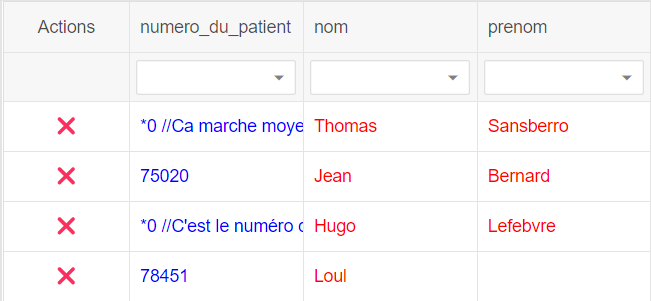 Actions numero_du_patient nom prenom
*0 //Ca marche moye Thomas Sansberro
75020 Jean Bernard
*0 //C'est le numéro Hugo Lefebvre
78451 Loul